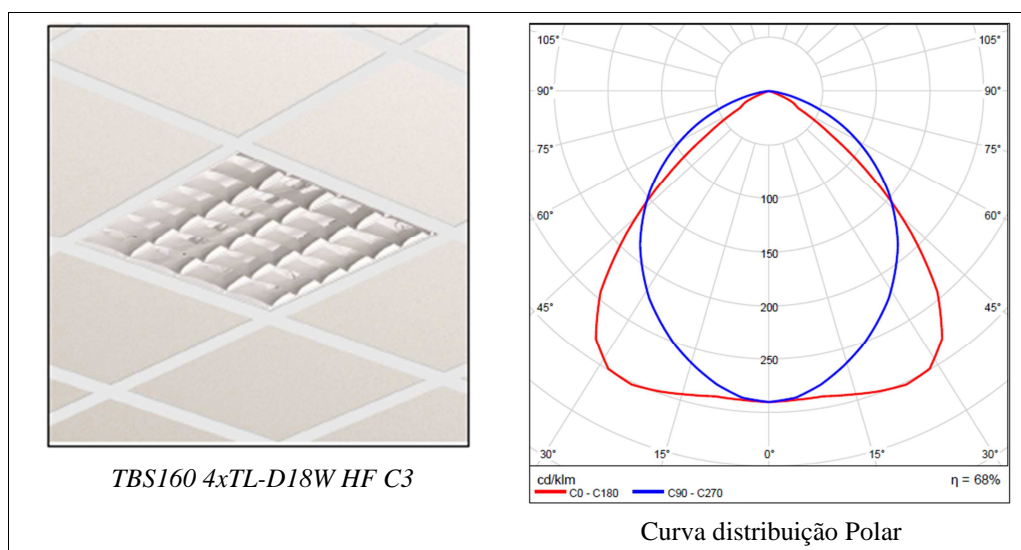 105° 105°
90° 90°
75° 75°
60° 60°
45° 45°
100
150
200
250
30° 15° 0° 15° 30°
cd/klm η = 68%
C0 - C180 C90 - C270
TBS160 4xTL-D18W HF C3
Curva distribuição Polar